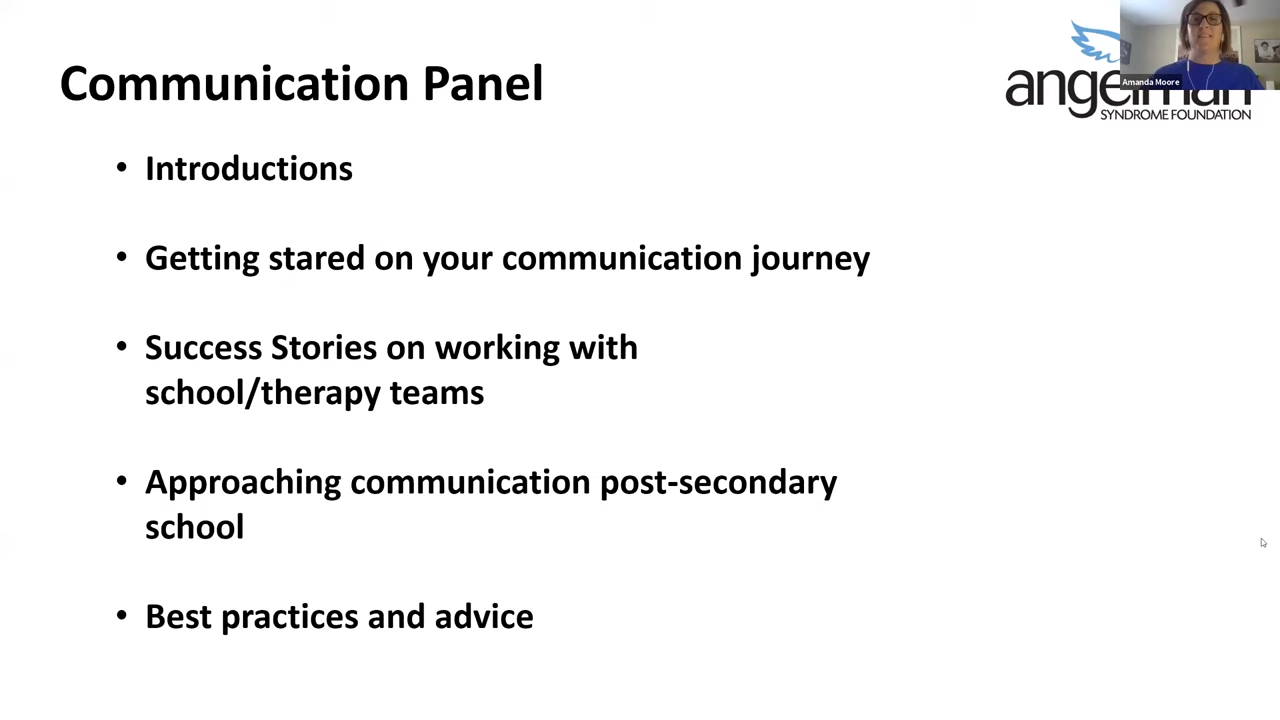 Communication Panel
Amanda Moore
angelman
SYNDROME FOUNDATION
• Introductions
• Getting stared on your communication journey
• Success Stories on working with
school/therapy teams
• Approaching communication post-secondary
school
• Best practices and advice